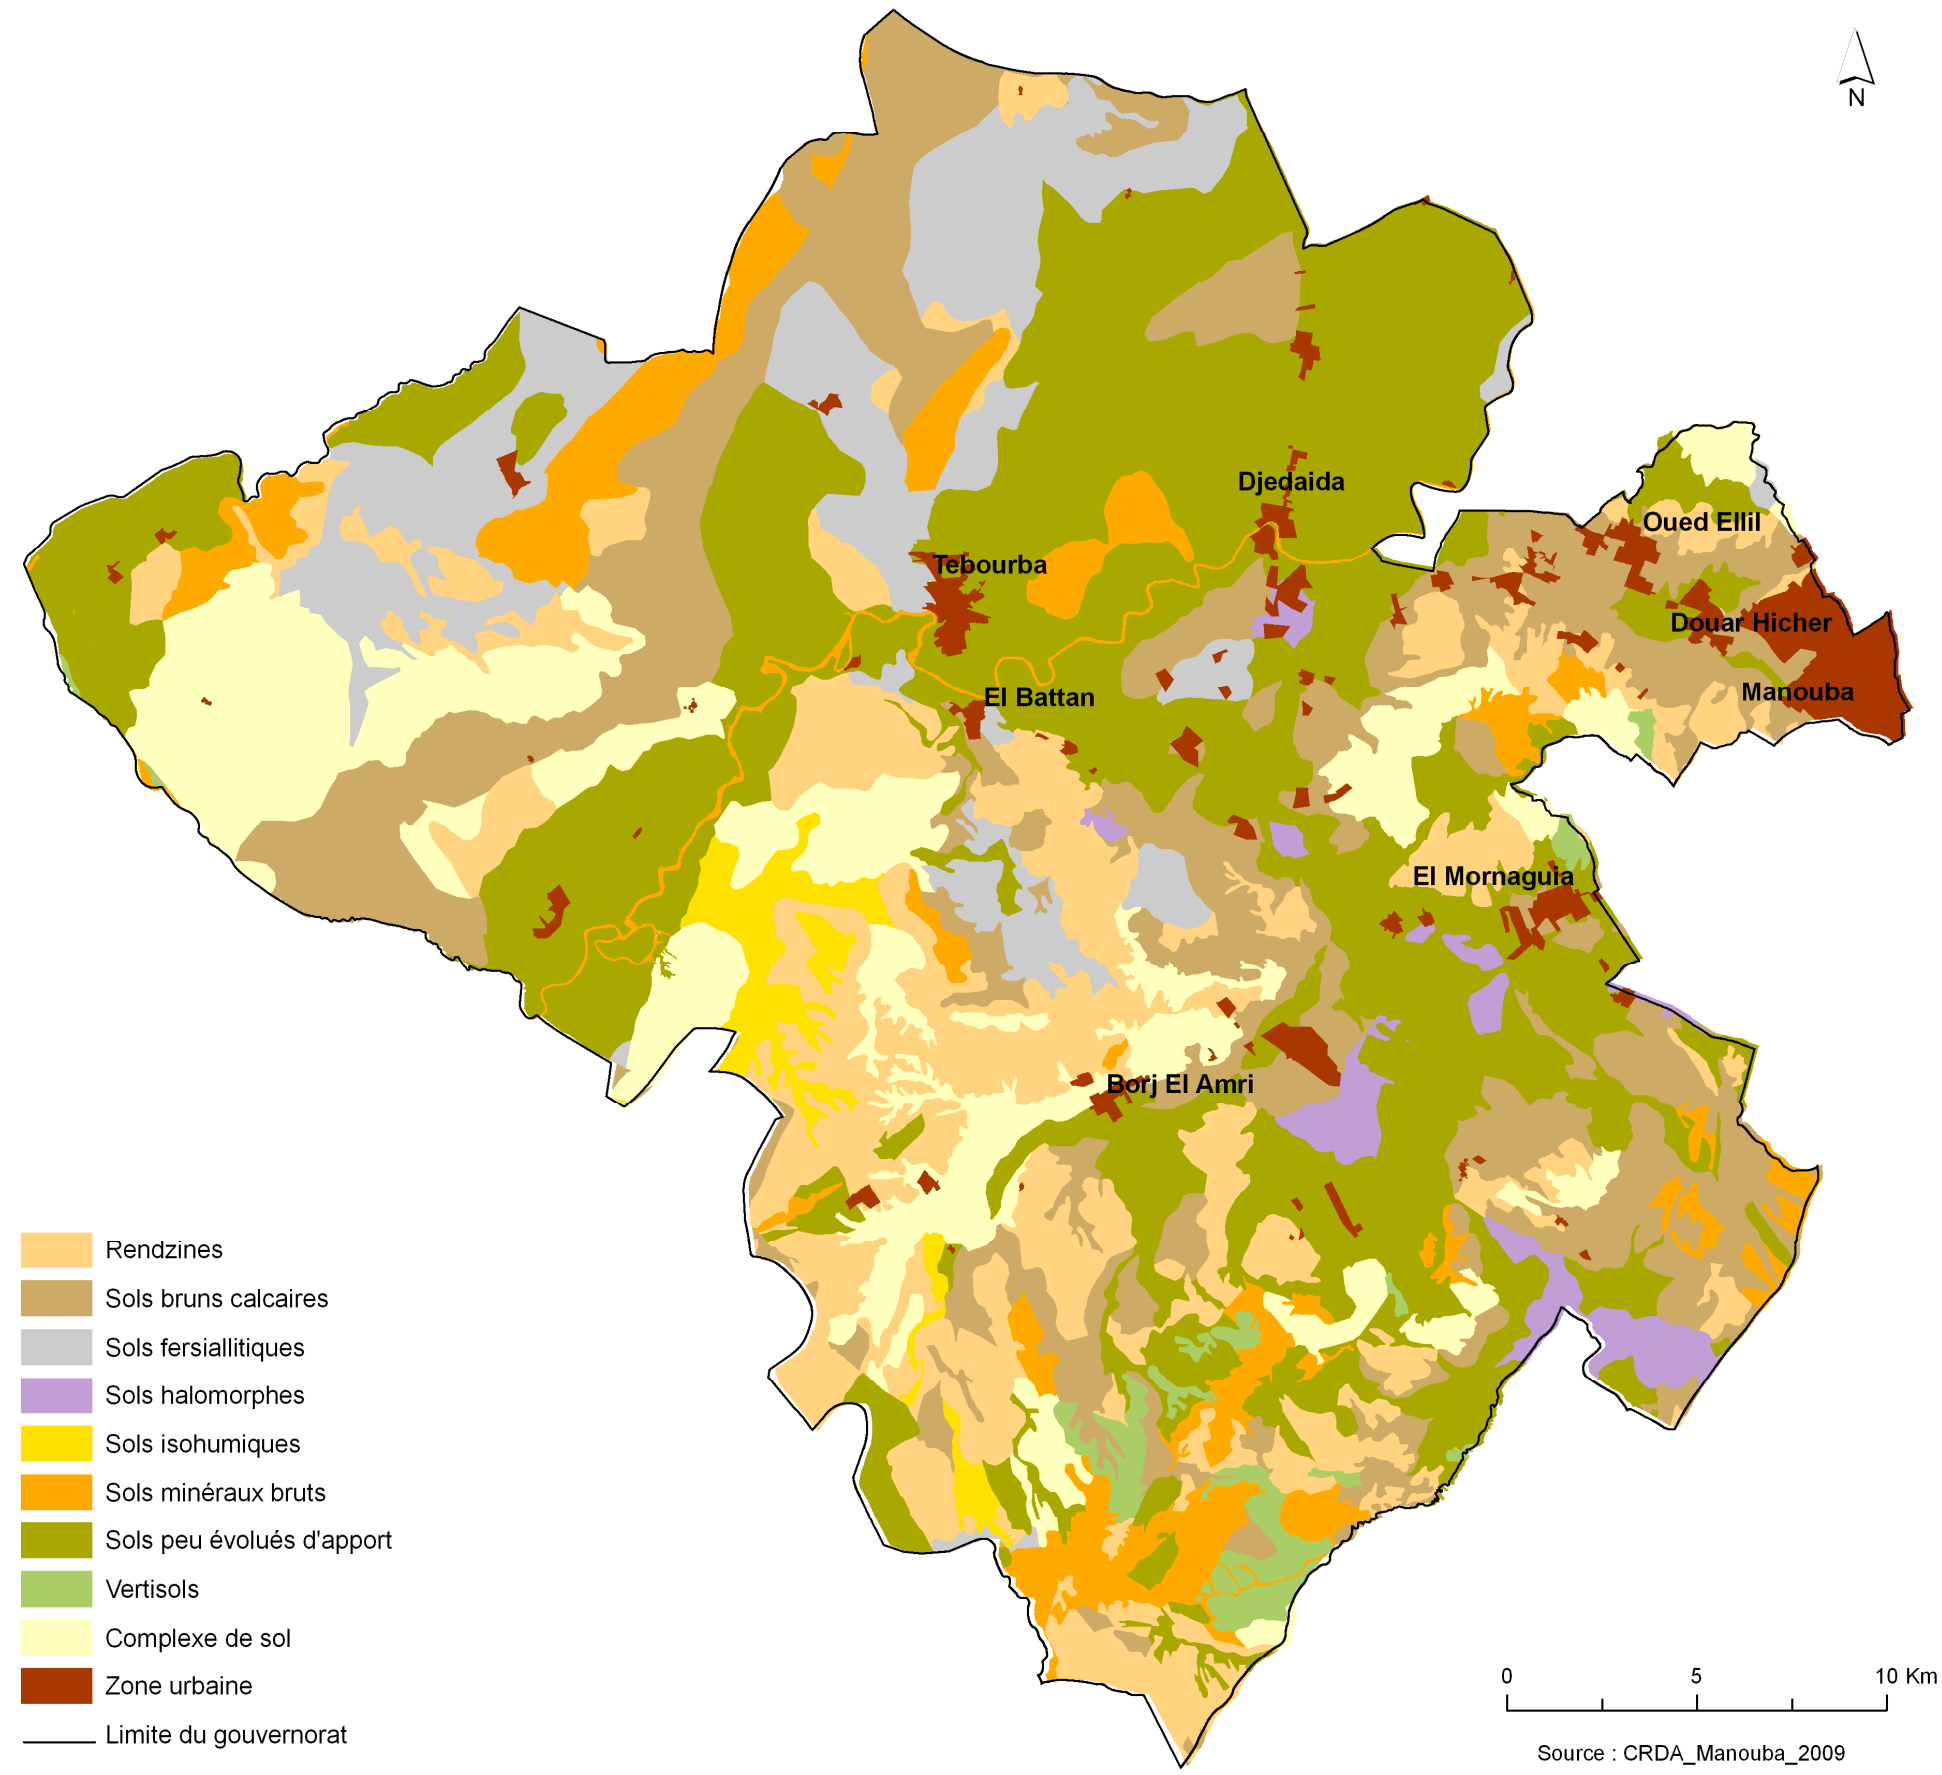 N
Djedaida
Oued Ellil
Tebourba
Douar Hicher
El Battan
Manouba
El Mornaguia
Borj El Amri
Rendzines
Sols bruns calcaires
Sols fersiallitiques
Sols halomorphes
Sols isohumiques
Sols minéraux bruts
Sols peu évolués d'apport
Vertisols
Complexe de sol
Zone urbaine
Limite du gouvernorat
0 5 10 Km
Source : CRDA_Manouba_2009